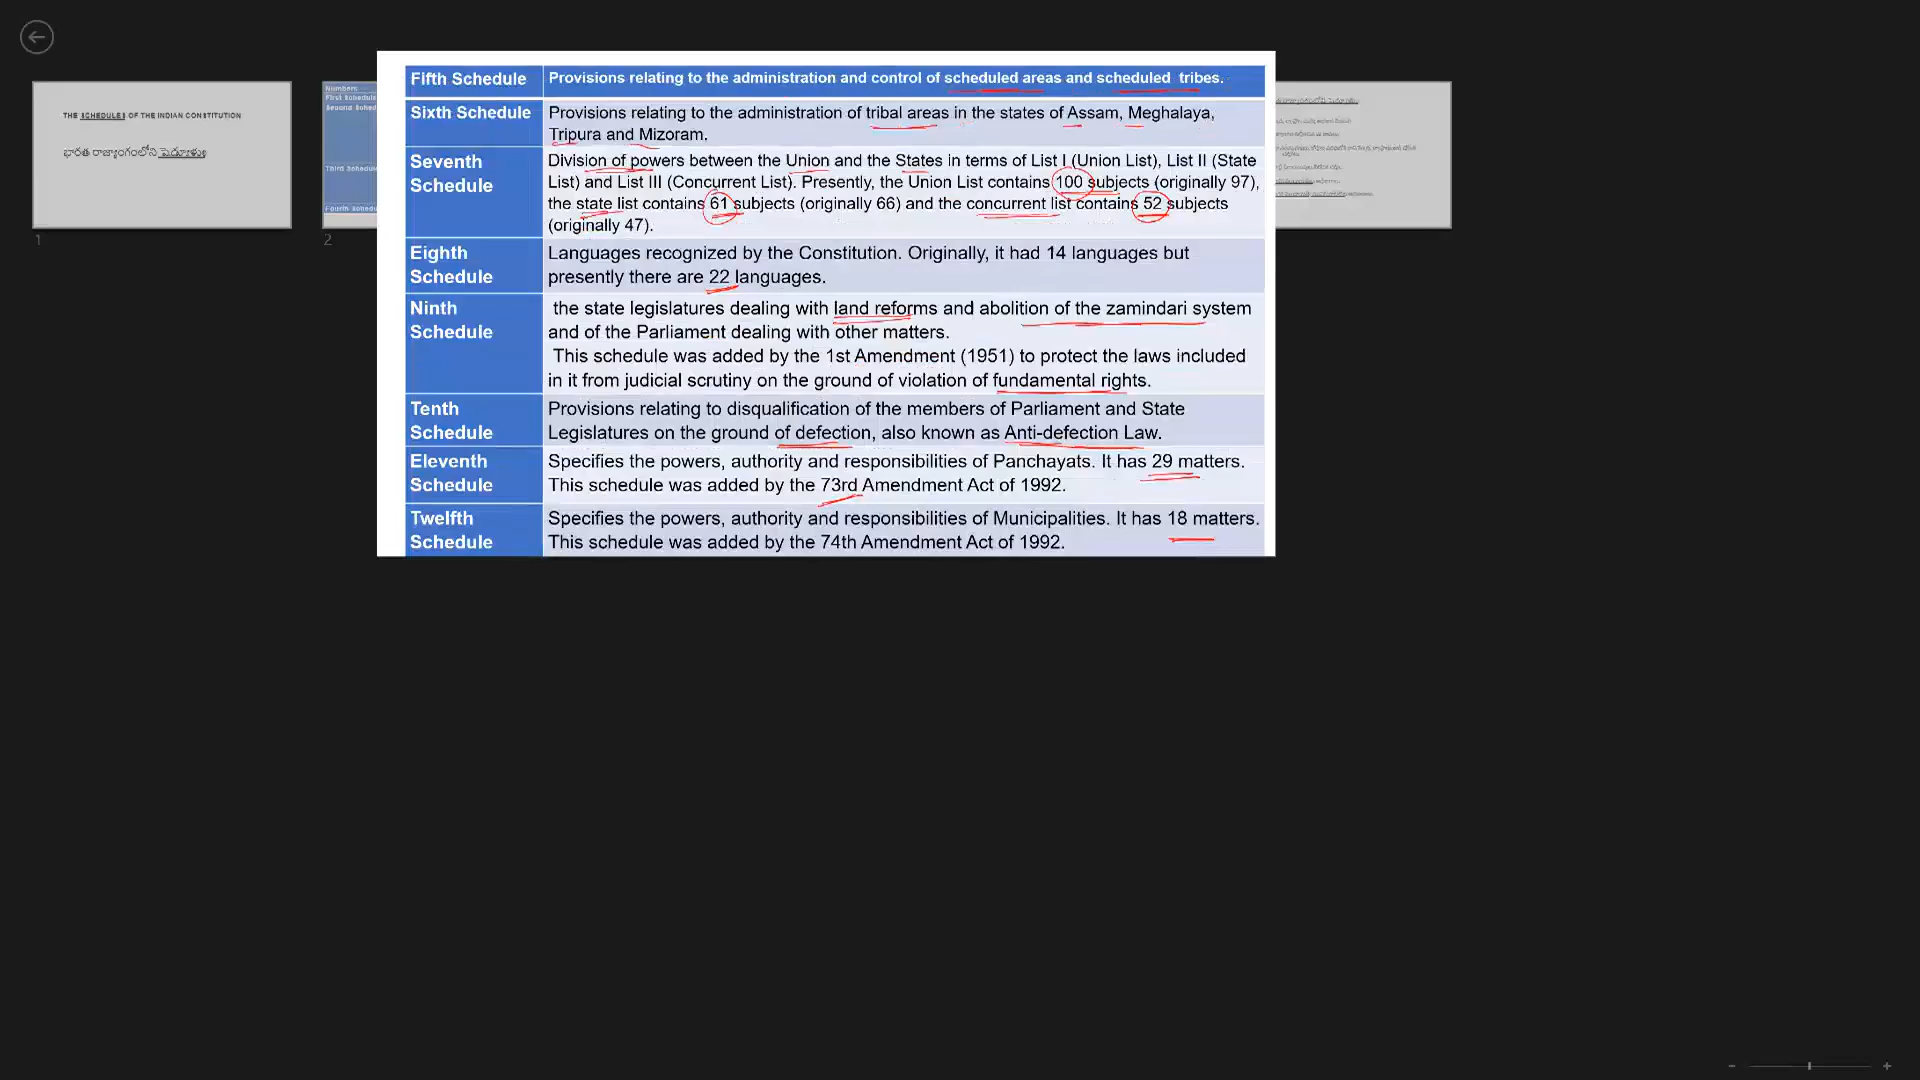 THE SCHEDULES OF THE INDIAN CONSTITUTION
భారత రాజ్యాంగంలోని షెడ్యూళ్లు
1
Numbers
First Schedule
Second Sched
Third Schedule
Fourth Schedu
2
Fifth Schedule
Provisions relating to the administration and control of scheduled areas and scheduled tribes.
Sixth Schedule
Provisions relating to the administration of tribal areas in the states of Assam, Meghalaya,
Tripura and Mizoram.
Seventh
Schedule
Division of powers between the Union and the States in terms of List I (Union List), List II (State
List) and List III (Concurrent List). Presently, the Union List contains 100 subjects (originally 97),
the state list contains 61 subjects (originally 66) and the concurrent list contains 52 subjects
(originally 47).
Eighth
Schedule
Languages recognized by the Constitution. Originally, it had 14 languages but
presently there are 22 languages.
Ninth
Schedule
the state legislatures dealing with land reforms and abolition of the zamindari system
and of the Parliament dealing with other matters.
This schedule was added by the 1st Amendment (1951) to protect the laws included
in it from judicial scrutiny on the ground of violation of fundamental rights.
Tenth
Schedule
Provisions relating to disqualification of the members of Parliament and State
Legislatures on the ground of defection, also known as Anti-defection Law.
Eleventh
Schedule
Specifies the powers, authority and responsibilities of Panchayats. It has 29 matters.
This schedule was added by the 73rd Amendment Act of 1992.
Twelfth
Schedule
Specifies the powers, authority and responsibilities of Municipalities. It has 18 matters.
This schedule was added by the 74th Amendment Act of 1992.